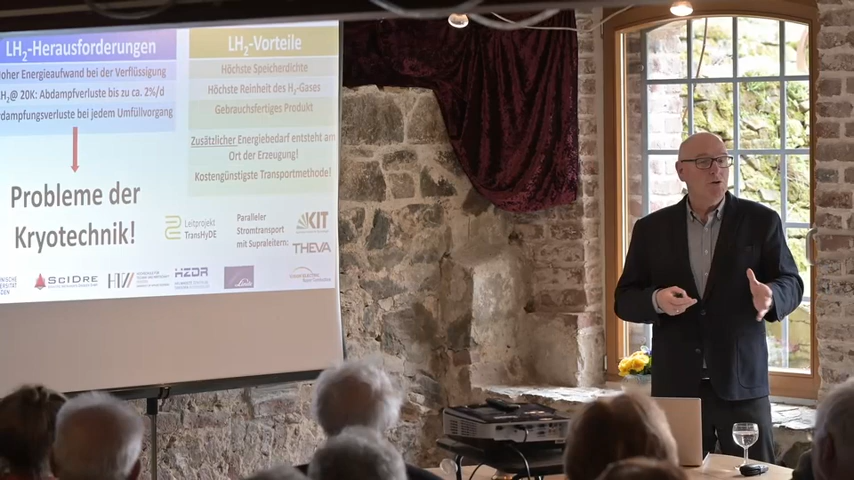 LH2-Herausforderungen
oher Energieaufwand bei der Verflüssigung
H2@ 20K: Abdampfverluste bis zu ca. 2%/d
dampfungsverluste bei jedem Umfüllvorgang
Probleme der
Kryotechnik!
LH2-Vorteile
Höchste Speicherdichte
Höchste Reinheit des H2-Gases
Gebrauchsfertiges Produkt
Zusätzlicher Energiebedarf entsteht am
Ort der Erzeugung!
Kostengünstigste Transportmethode!
Leitprojekt
TransHyDE
Paralleler
Stromtransport
mit Supraleitern:
KIT
THEVA
SCIDRE
HZDR